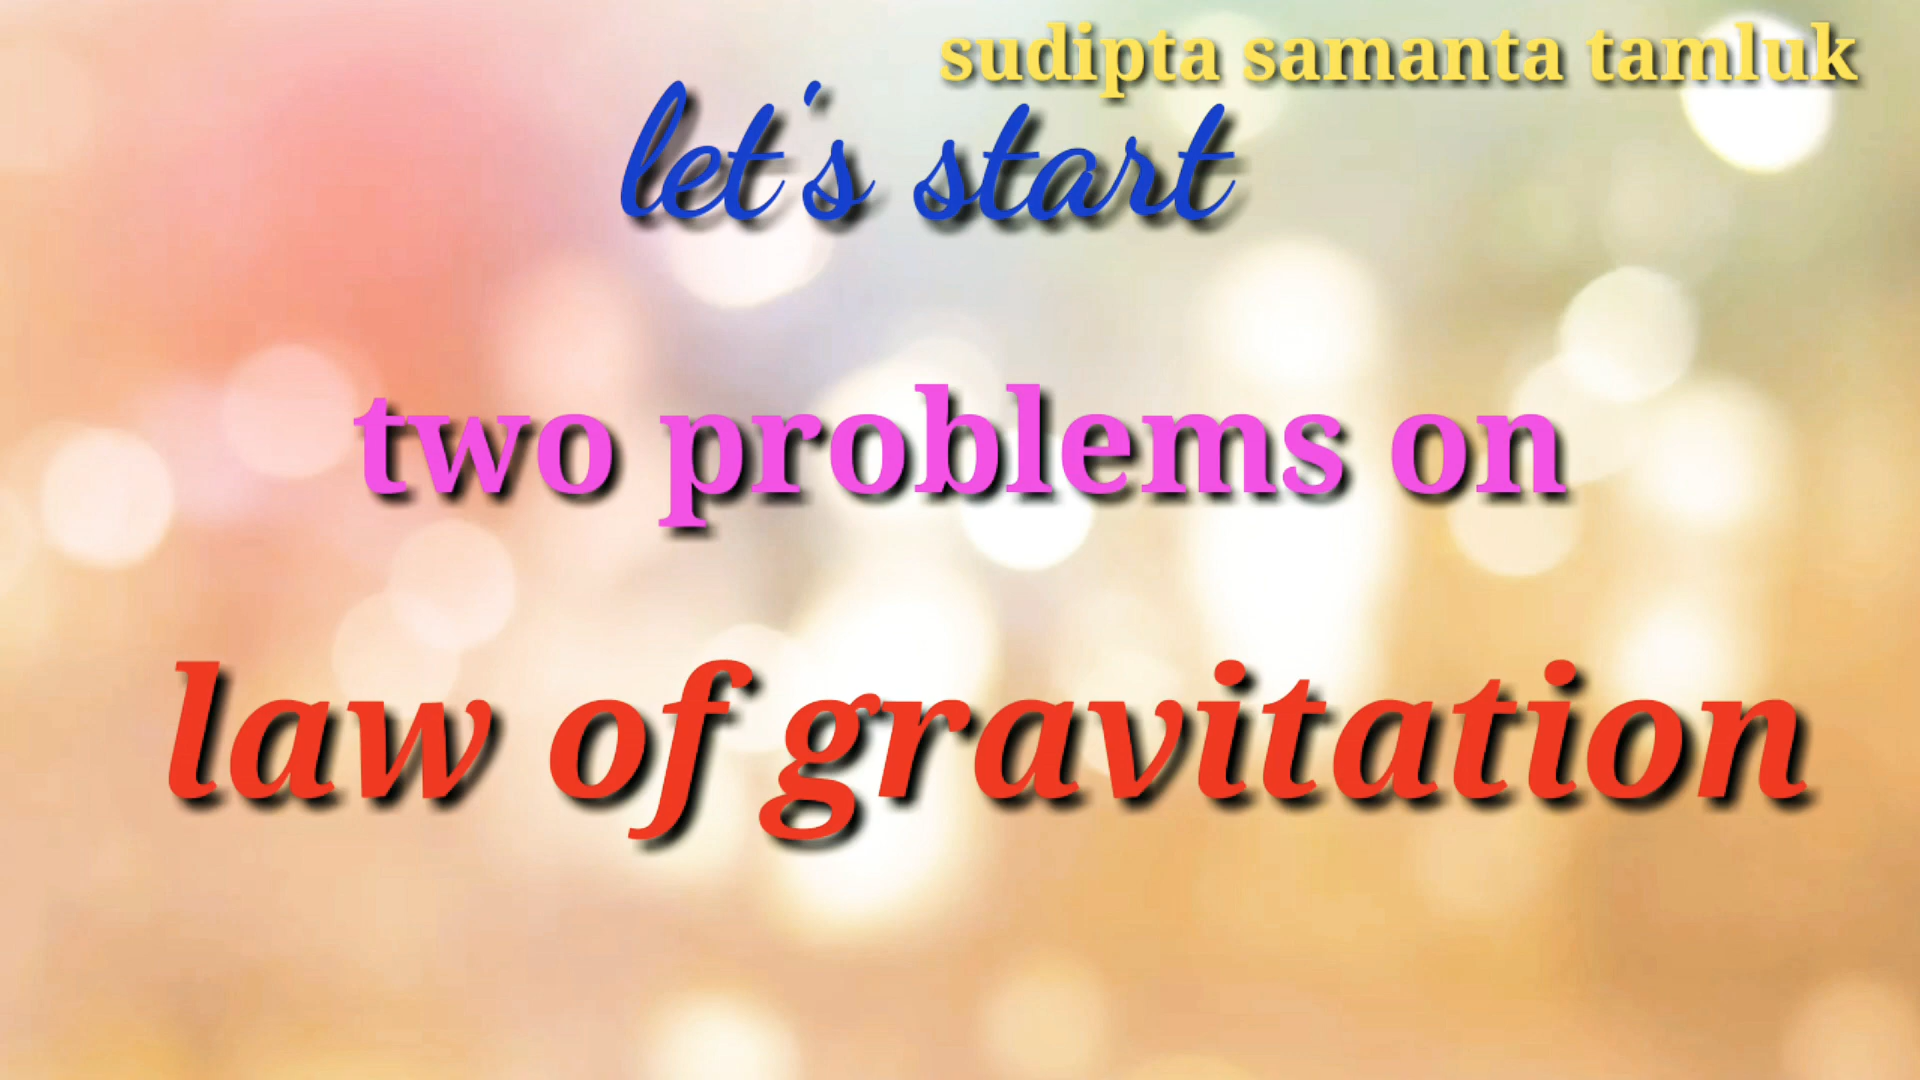 sudipta samanta tamluk
let's start
two problems on
law of gravitation